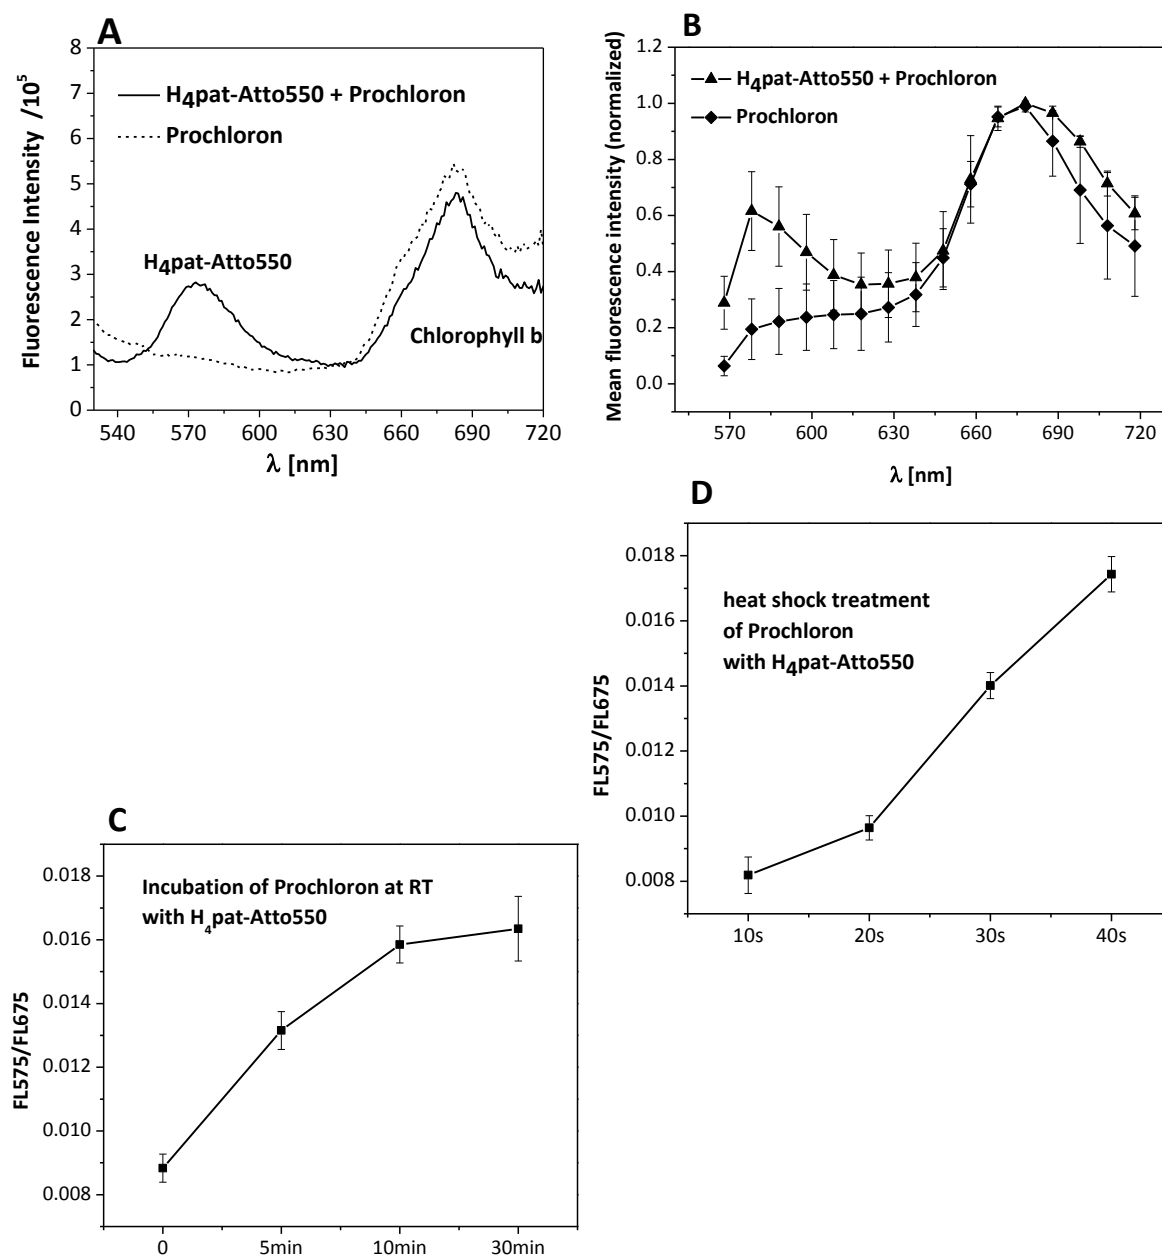 A
8
7
6
5
4
3
2
1
0
Fluorescence Intensity /10⁵
H₄pat-Atto550 + Prochloron
Prochloron
H₄pat-Atto550
Chlorophyll b
540 570 600 630 660 690 720
λ [nm]
B
1.2
1.0
0.8
0.6
0.4
0.2
0.0
Mean fluorescence intensity (normalized)
H₄pat-Atto550 + Prochloron
Prochloron
570 600 630 660 690 720
λ [nm]
D
0.018
0.016
0.014
0.012
0.010
0.008
FL575/FL675
heat shock treatment
of Prochloron
with H₄pat-Atto550
10s 20s 30s 40s
C
0.018
0.016
0.014
0.012
0.010
0.008
FL575/FL675
Incubation of Prochloron at RT
with H₄pat-Atto550
0 5min 10min 30min